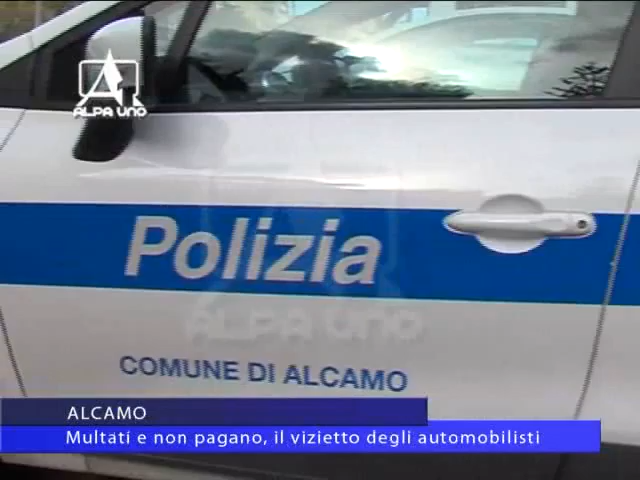 ALPA UNO
Polizia
ALPA UNO
COMUNE DI ALCAMO
ALCAMO
Multati e non pagano, il vizietto degli automobilisti